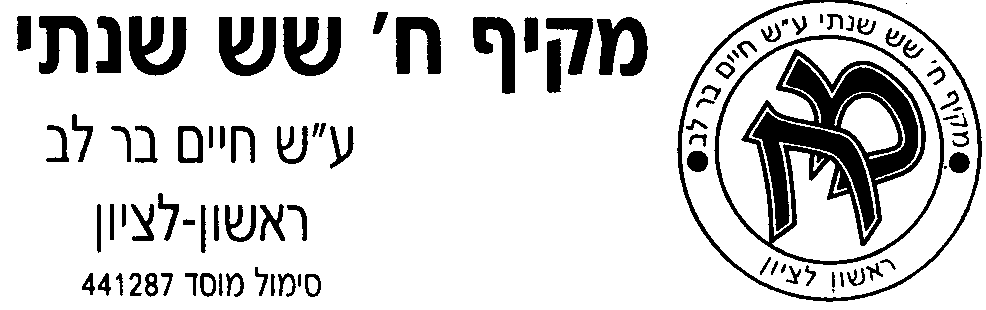 מקיף ח' שש שנתי
ע"ש חיים בר לב
ראשון-לציון
סימול מוסד 441287
מקיף ח' שש שנתי ע"ש חיים בר לב
ראשון לציון